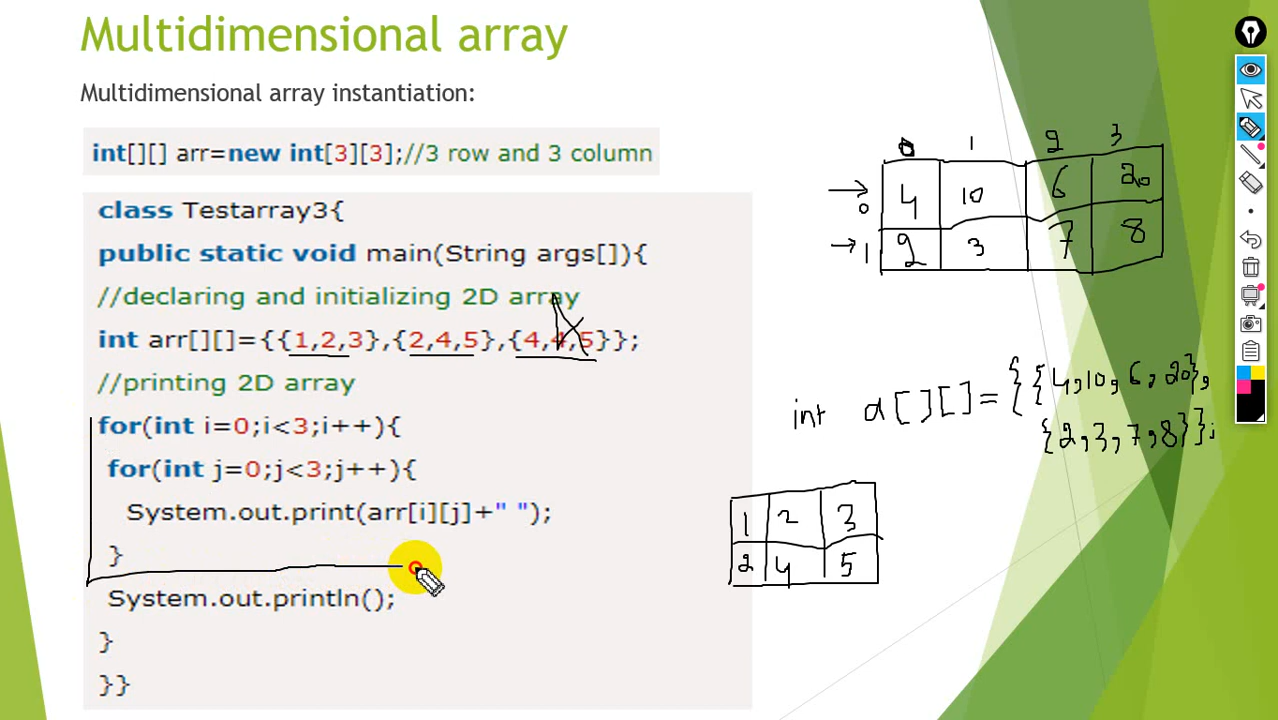 Multidimensional array
Multidimensional array instantiation:
int[][] arr=new int[3][3];//3 row and 3 column
class Testarray3{
public static void main(String args[]){
//declaring and initializing 2D array
int arr[][]={{1,2,3},{2,4,5},{4,4,5}};
//printing 2D array
for(int i=0;i<3;i++){
for(int j=0;j<3;j++){
System.out.print(arr[i][j]+" ");
}
System.out.println();
}
}}
0 1 2 3
0 4 10 6 20
1 2 3 7 8
int a[][]={{4,10,6,20},
{2,3,7,8}};
1 2 3
2 4 5